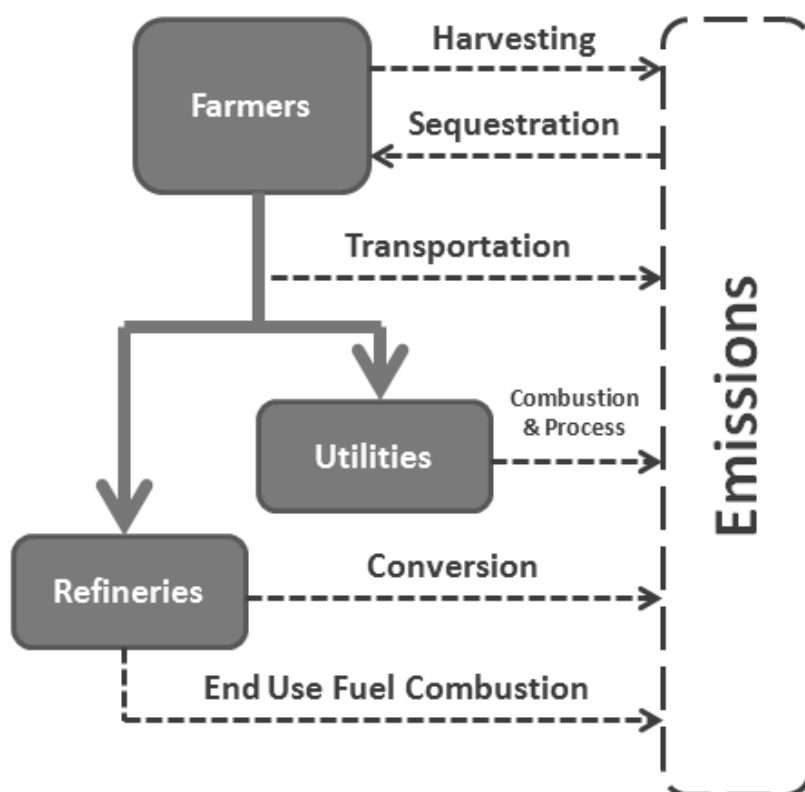 Harvesting
Farmers
Sequestration
Transportation
Combustion
& Process
Utilities
Emissions
Conversion
Refineries
End Use Fuel Combustion